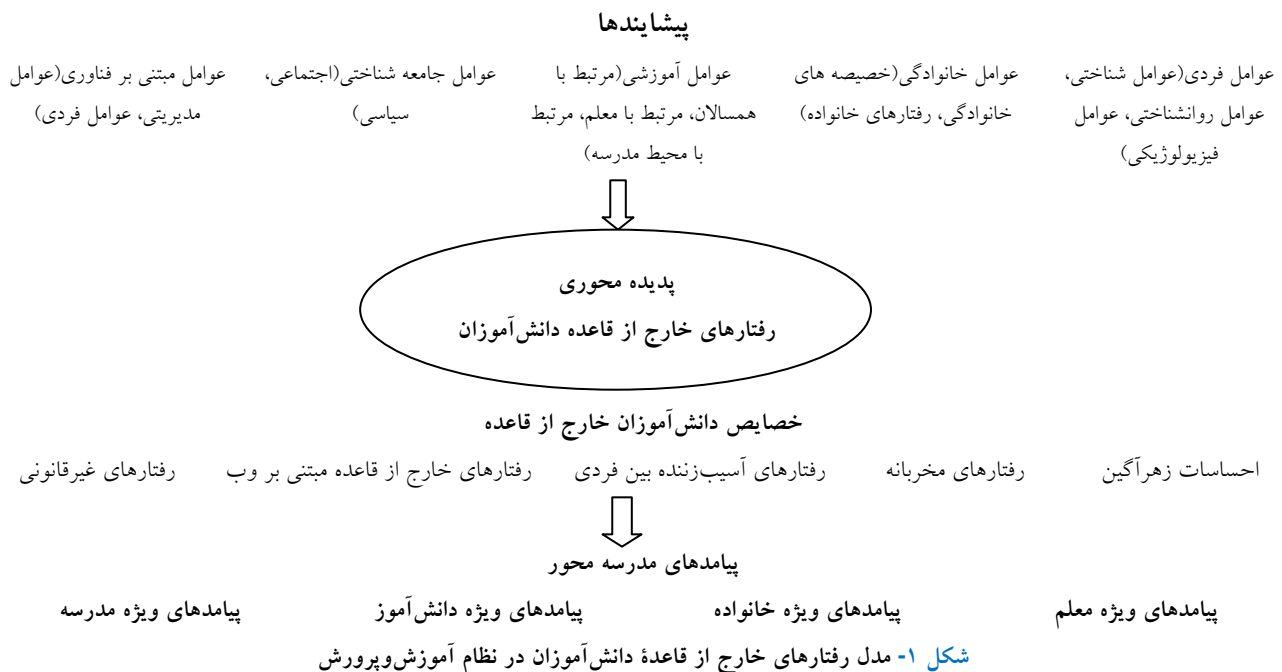 پیشایندها
عوامل فردی(عوامل شناختی، عوامل خانوادگی(خصیصه های عوامل آموزشی(مرتبط با عوامل جامعه شناختی(اجتماعی، عوامل مبتنی بر فناوری(عوامل
عوامل روانشناختی، عوامل خانوادگی، رفتارهای خانواده) همسالان، مرتبط با معلم، مرتبط سیاسی) مدیریتی، عوامل فردی)
فیزیولوژیکی) با محیط مدرسه)
پدیده محوری
رفتارهای خارج از قاعده دانش‌آموزان
خصایص دانش‌آموزان خارج از قاعده
احساسات زهرآگین رفتارهای مخربانه رفتارهای آسیب‌زننده بین فردی رفتارهای خارج از قاعده مبتنی بر وب رفتارهای غیرقانونی
پیامدهای مدرسه محور
پیامدهای ویژه معلم پیامدهای ویژه خانواده پیامدهای ویژه دانش‌آموز پیامدهای ویژه مدرسه
شکل ۱- مدل رفتارهای خارج از قاعدۀ دانش‌آموزان در نظام آموزش‌وپرورش